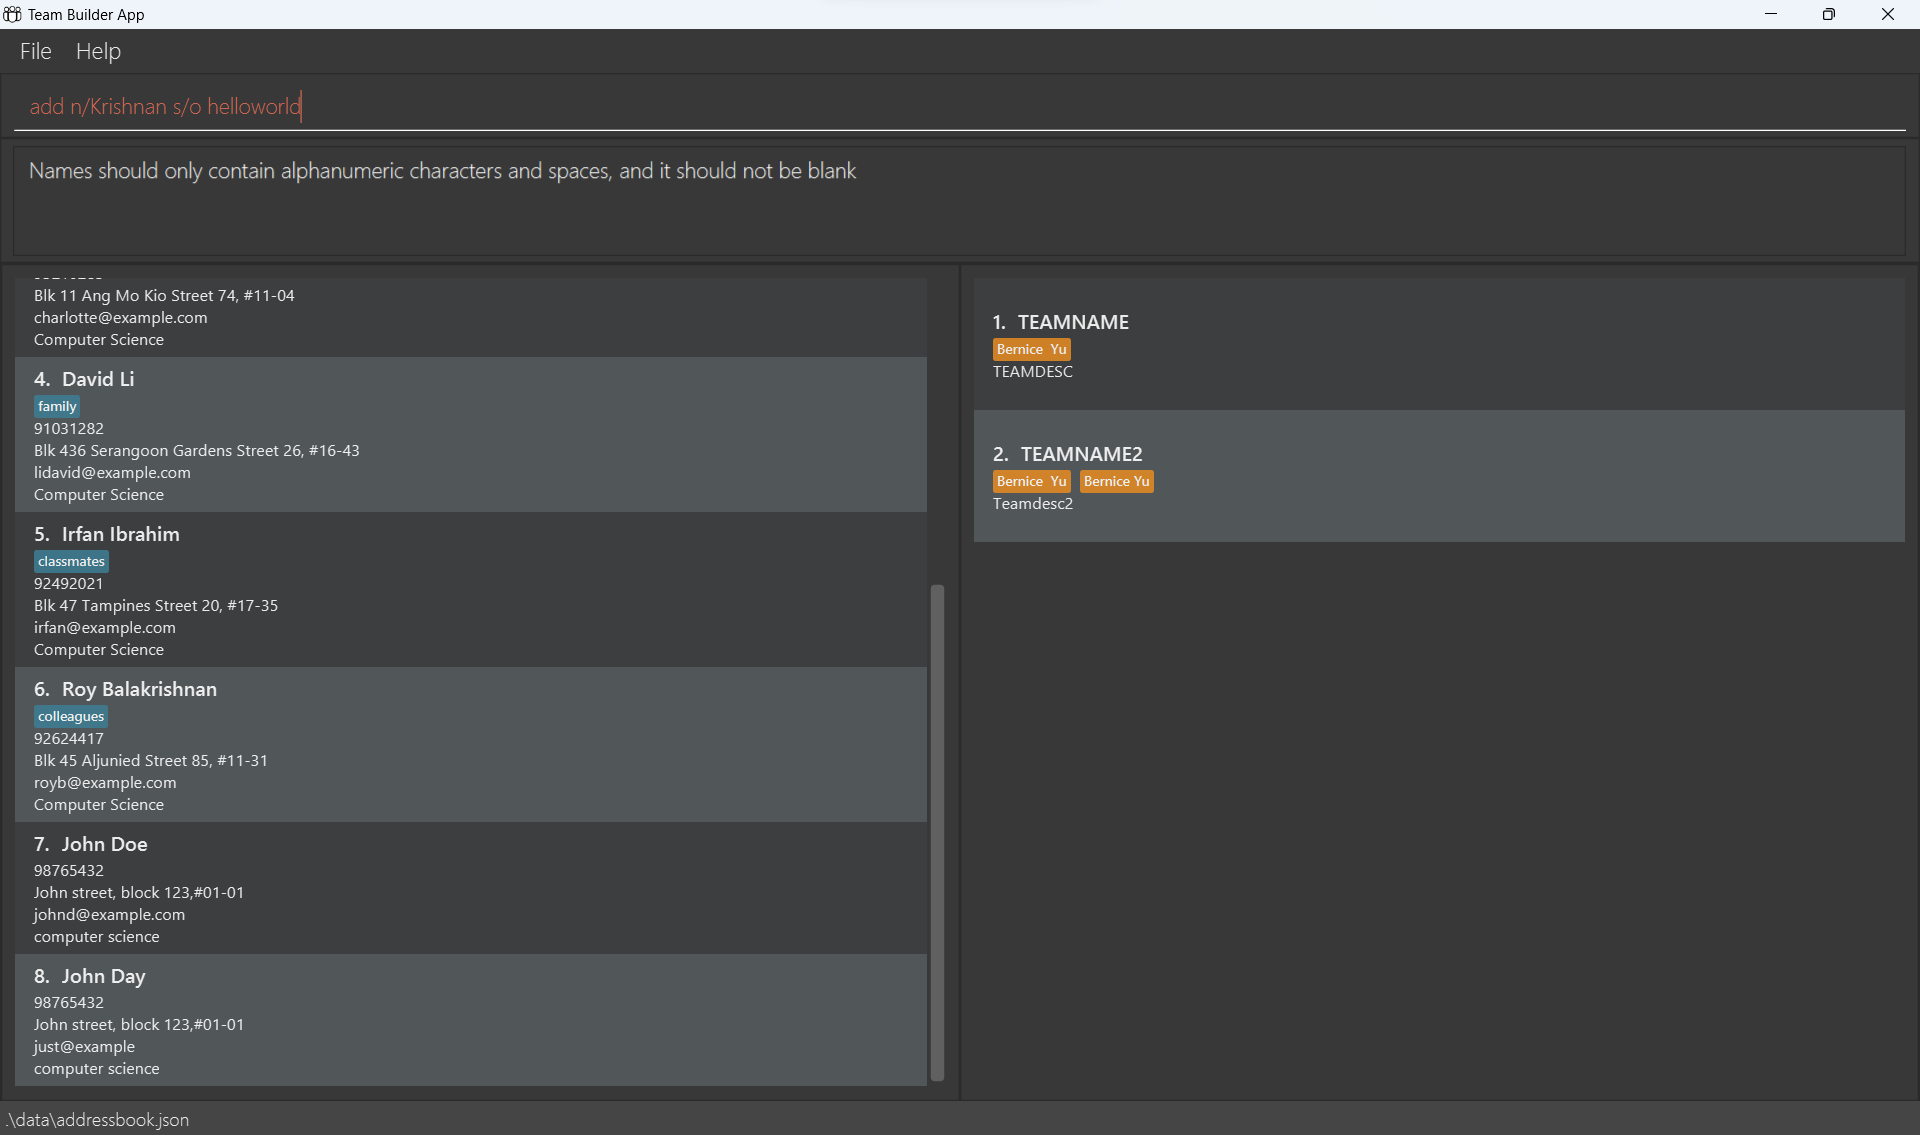 Team Builder App
File Help
add n/Krishnan s/o helloworld
Names should only contain alphanumeric characters and spaces, and it should not be blank
Blk 11 Ang Mo Kio Street 74, #11-04
charlotte@example.com
Computer Science
4. David Li
family
91031282
Blk 436 Serangoon Gardens Street 26, #16-43
lidavid@example.com
Computer Science
5. Irfan Ibrahim
classmates
92492021
Blk 47 Tampines Street 20, #17-35
irfan@example.com
Computer Science
6. Roy Balakrishnan
colleagues
92624417
Blk 45 Aljunied Street 85, #11-31
royb@example.com
Computer Science
7. John Doe
98765432
John street, block 123,#01-01
johnd@example.com
computer science
8. John Day
98765432
John street, block 123,#01-01
just@example
computer science
1. TEAMNAME
Bernice  Yu
TEAMDESC
2. TEAMNAME2
Bernice  Yu Bernice Yu
Teamdesc2
.\data\addressbook.json